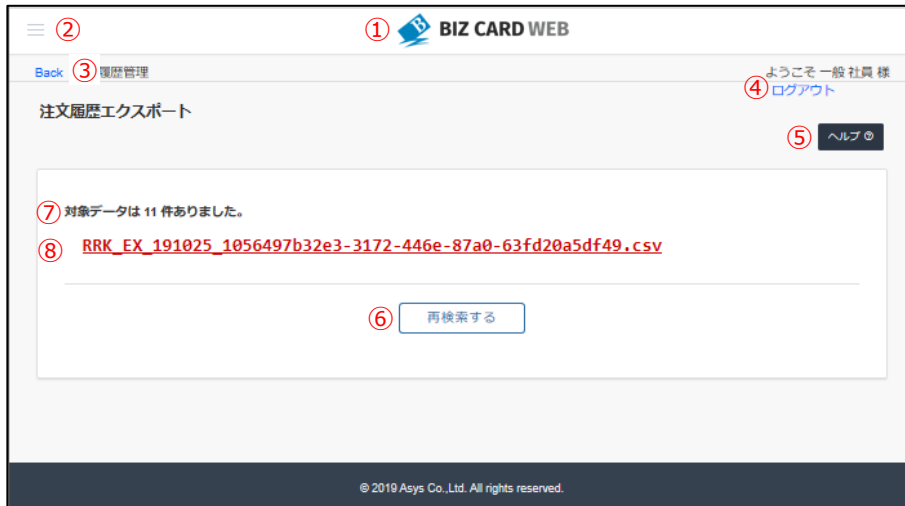 ② ① BIZ CARD WEB
Back ③ 履歴管理 ようこそ 一般 社員 様
④ ログアウト
注文履歴エクスポート
⑤ ヘルプ
⑦ 対象データは 11 件ありました。
⑧ RRK_EX_191025_1056497b32e3-3172-446e-87a0-63fd20a5df49.csv
⑥ 再検索する
© 2019 Asys Co.,Ltd. All rights reserved.